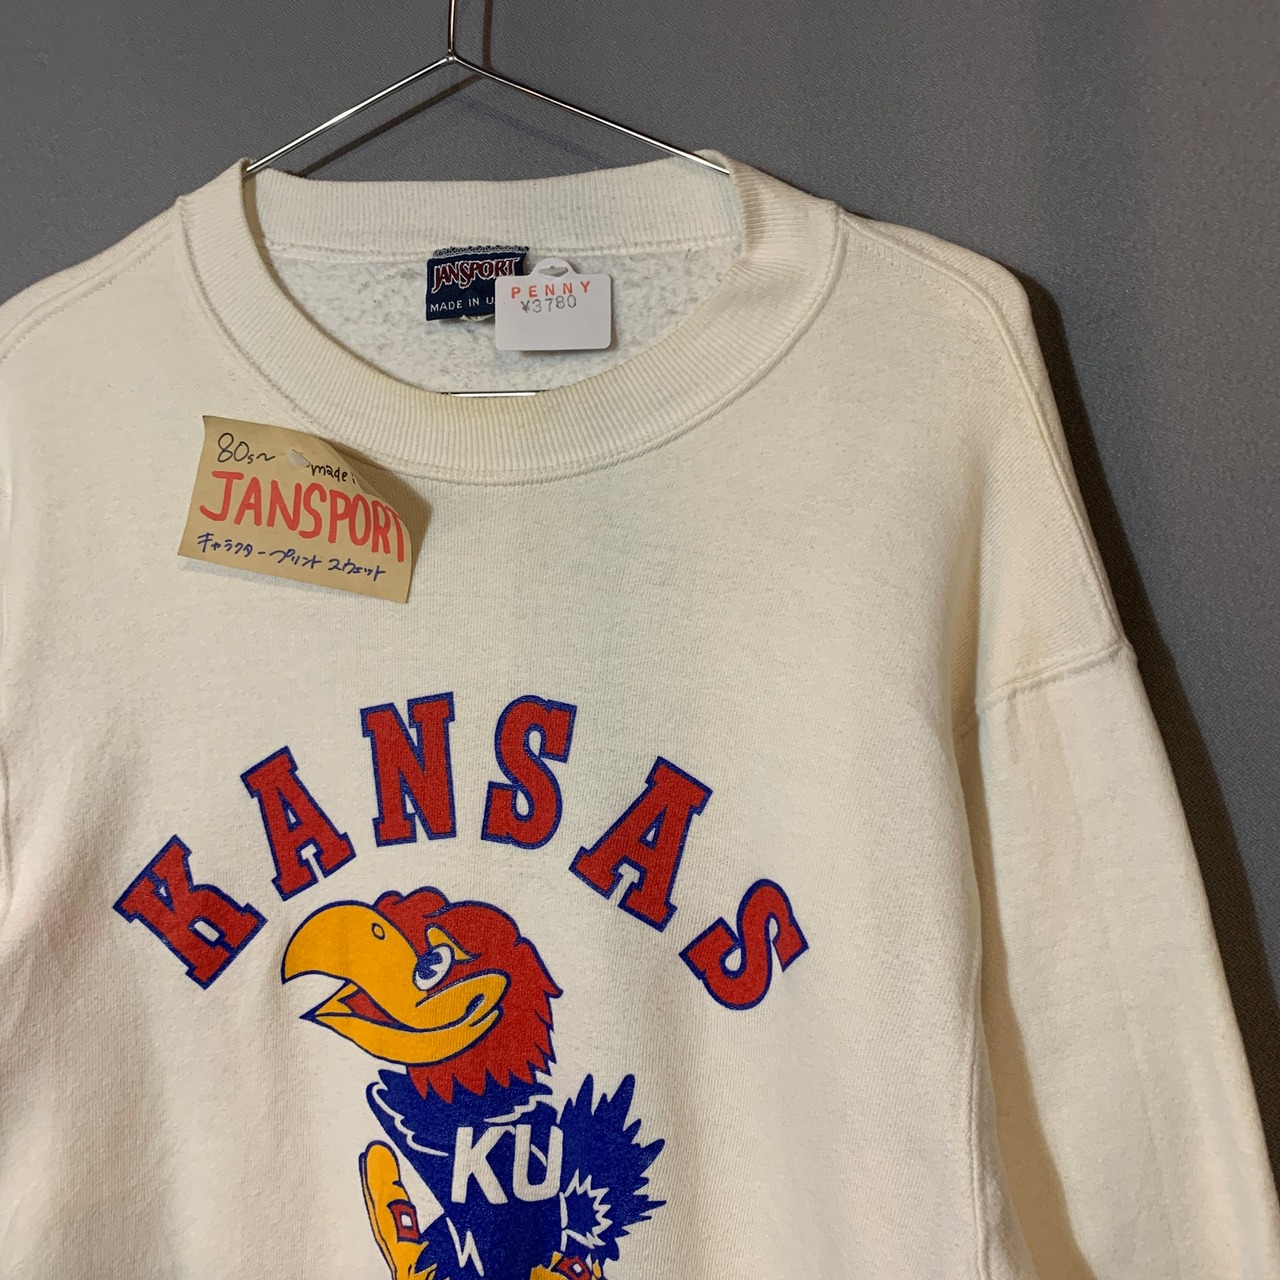 JANSPORT
MADE IN U.
PENNY
¥3780
80s～ made i
JANSPORT
キャラクタープリント スウェット
KANSAS
KU